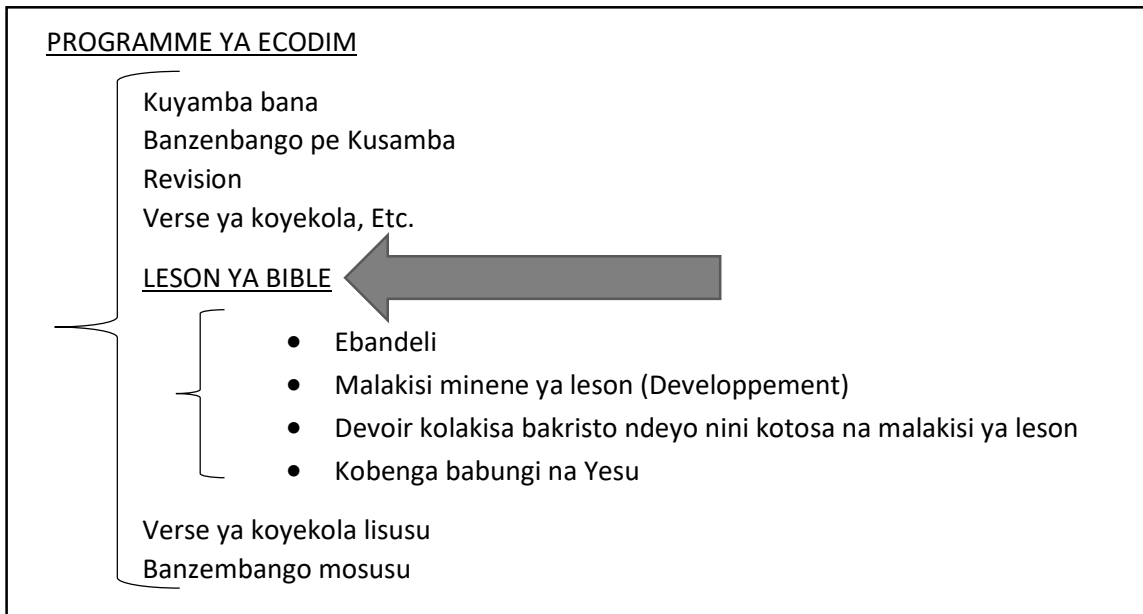 PROGRAMME YA ECODIM
Kuyamba bana
Banzenbango pe Kusamba
Revision
Verse ya koyekola, Etc.
LESON YA BIBLE
• Ebandeli
• Malakisi minene ya leson (Developpement)
• Devoir kolakisa bakristo ndeyo nini kotosa na malakisi ya leson
• Kobenga babungi na Yesu
Verse ya koyekola lisusu
Banzembango mosusu